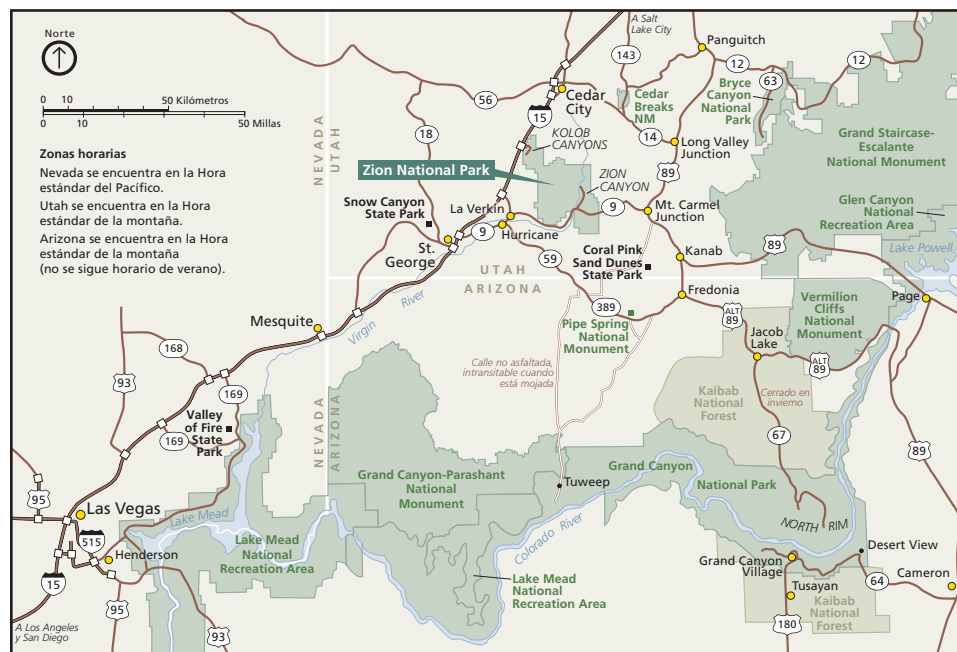 Norte
0 10 50 Kilómetros
0 10 50 Millas
Zonas horarias
Nevada se encuentra en la Hora
estándar del Pacífico.
Utah se encuentra en la Hora
estándar de la montaña.
Arizona se encuentra en la Hora
estándar de la montaña
(no se sigue horario de verano).
A Salt
Lake City
143
Panguitch
12
63
12
Bryce
Canyon
National
Park
56
Cedar
City
15
Cedar
Breaks
NM
14
Long Valley
Junction
89
Grand Staircase-
Escalante
National Monument
18
KOLOB
CANYONS
NEVADA
UTAH
Zion National Park
ZION
CANYON
Snow Canyon
State Park
La Verkin
9
Mt. Carmel
Junction
Glen Canyon
National
Recreation Area
Lake Powell
St.
George
9
Hurricane
59
Coral Pink
Sand Dunes
State Park
Kanab
89
UTAH
ARIZONA
Fredonia
Page
Virgin River
389
Pipe Spring
National
Monument
ALT
89
Vermilion
Cliffs
National
Monument
Mesquite
Jacob
Lake
ALT
89
168
93
169
Calle no asfaltada,
intransitable cuando
está mojada
Kaibab
National
Forest
Cerrado en
invierno
Valley
of Fire
State
Park
169
NEVADA
ARIZONA
67
89
95
Grand Canyon-Parashant
National
Monument
Tuweep
Grand Canyon
National Park
Las Vegas
Lake Mead
NORTH RIM
515
Henderson
Lake Mead
National
Recreation Area
Colorado River
Desert View
Grand Canyon
Village
15
Lake Mead
National
Recreation Area
Tusayan
64
Cameron
95
Kaibab
National
Forest
A Los Angeles
y San Diego
93
180